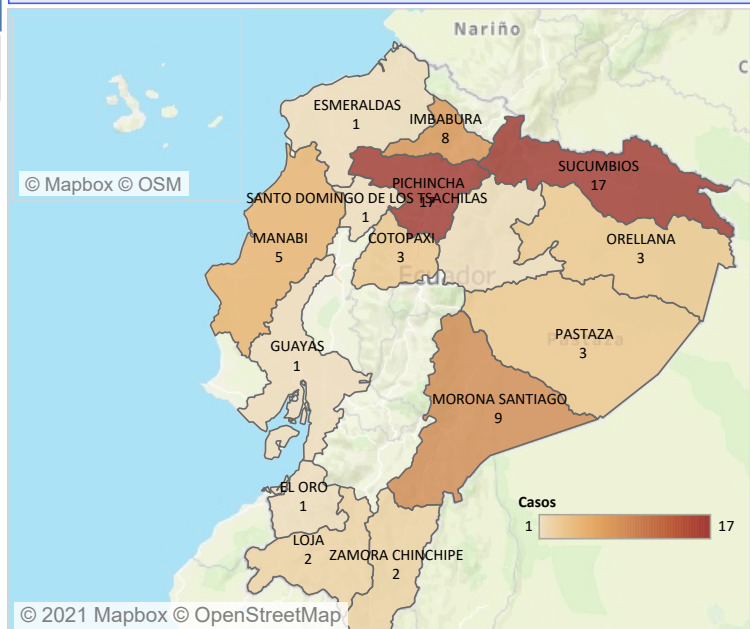 Nariño
C
ESMERALDAS
1
IMBABURA
8
© Mapbox © OSM
SUCUMBIOS
17
PICHINCHA
17
SANTO DOMINGO DE LOS TSACHILAS
1
MANABI
5
COTOPAXI
3
ORELLANA
3
Ecuador
PASTAZA
3
Pastaza
GUAYAS
1
MORONA SANTIAGO
9
EL ORO
1
Casos
1
17
LOJA
2
ZAMORA CHINCHIPE
2
© 2021 Mapbox © OpenStreetMap